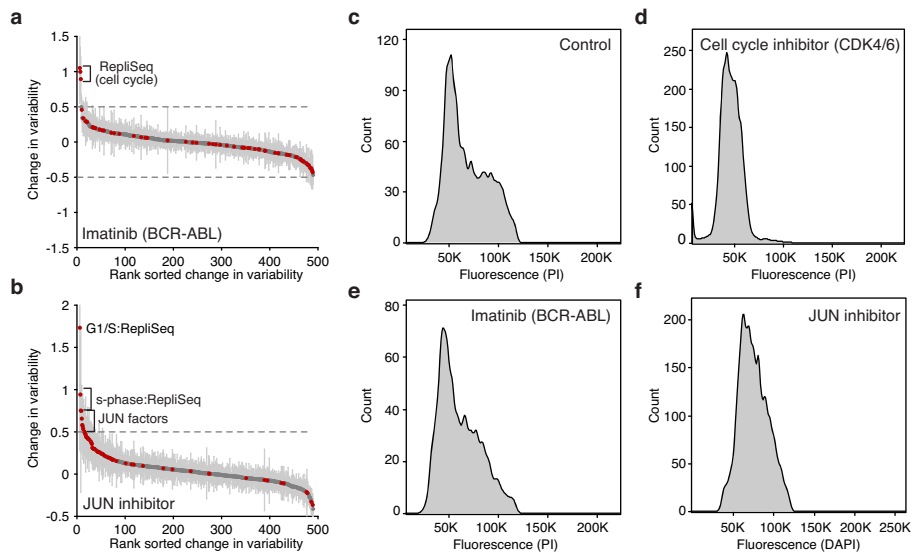 a
1.5
1
0.5
0
-0.5
1
-1.5
0
100
200
300
400
500
Change in variability
Rank sorted change in variability
RepliSeq
(cell cycle)
Imatinib (BCR-ABL)
b
2
1.5
1
0.5
0
-0.5
0
100
200
300
400
500
Change in variability
Rank sorted change in variability
G1/S:RepliSeq
s-phase:RepliSeq
JUN factors
JUN inhibitor
c
Control
120
90
60
30
0
Count
50K
100K
150K
200K
Fluorescence (PI)
d
Cell cycle inhibitor (CDK4/6)
250
200
150
100
50
0
Count
50K
100K
150K
200K
Fluorescence (PI)
e
Imatinib (BCR-ABL)
80
60
40
20
0
Count
50K
100K
150K
200K
Fluorescence (PI)
f
JUN inhibitor
200
150
100
50
0
Count
50K
100K
150K
200K
Fluorescence (DAPI)